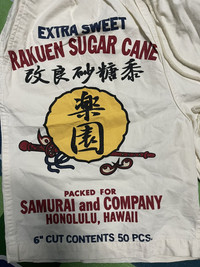 EXTRA SWEET
RAKUEN SUGAR CANE
改良砂糖黍
楽
園
PACKED FOR
SAMURAI and COMPANY
HONOLULU, HAWAII
6" CUT CONTENTS 50 PCS.